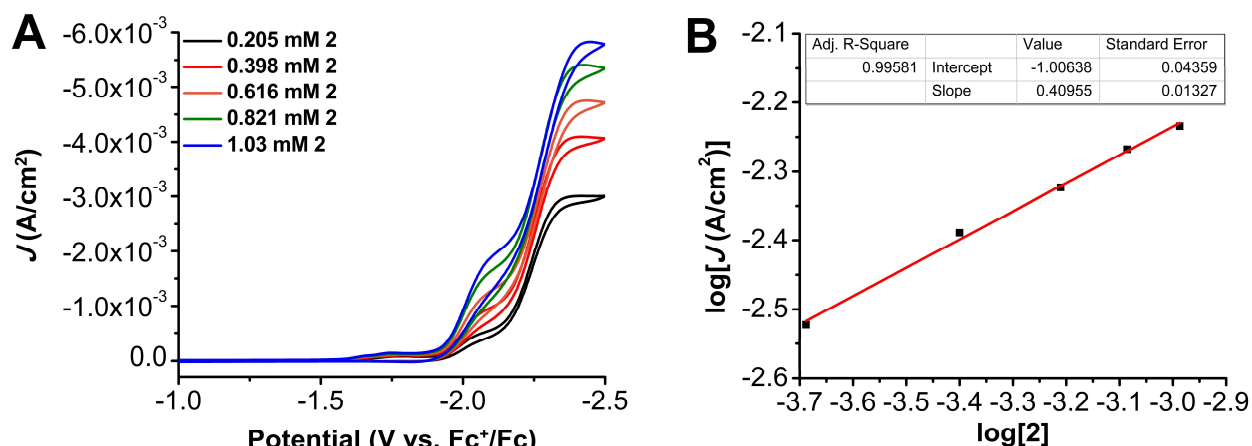 A
-6.0x10⁻³
-5.0x10⁻³
-4.0x10⁻³
-3.0x10⁻³
-2.0x10⁻³
-1.0x10⁻³
0.0
J (A/cm²)
0.205 mM 2
0.398 mM 2
0.616 mM 2
0.821 mM 2
1.03 mM 2
-1.0 -1.5 -2.0 -2.5
Potential (V vs. Fc⁺/Fc)
B
-2.1
-2.2
-2.3
-2.4
-2.5
-2.6
log[J (A/cm²)]
Adj. R-Square Value Standard Error
0.99581 Intercept -1.00638 0.04359
Slope 0.40955 0.01327
-3.7 -3.6 -3.5 -3.4 -3.3 -3.2 -3.1 -3.0 -2.9
log[2]